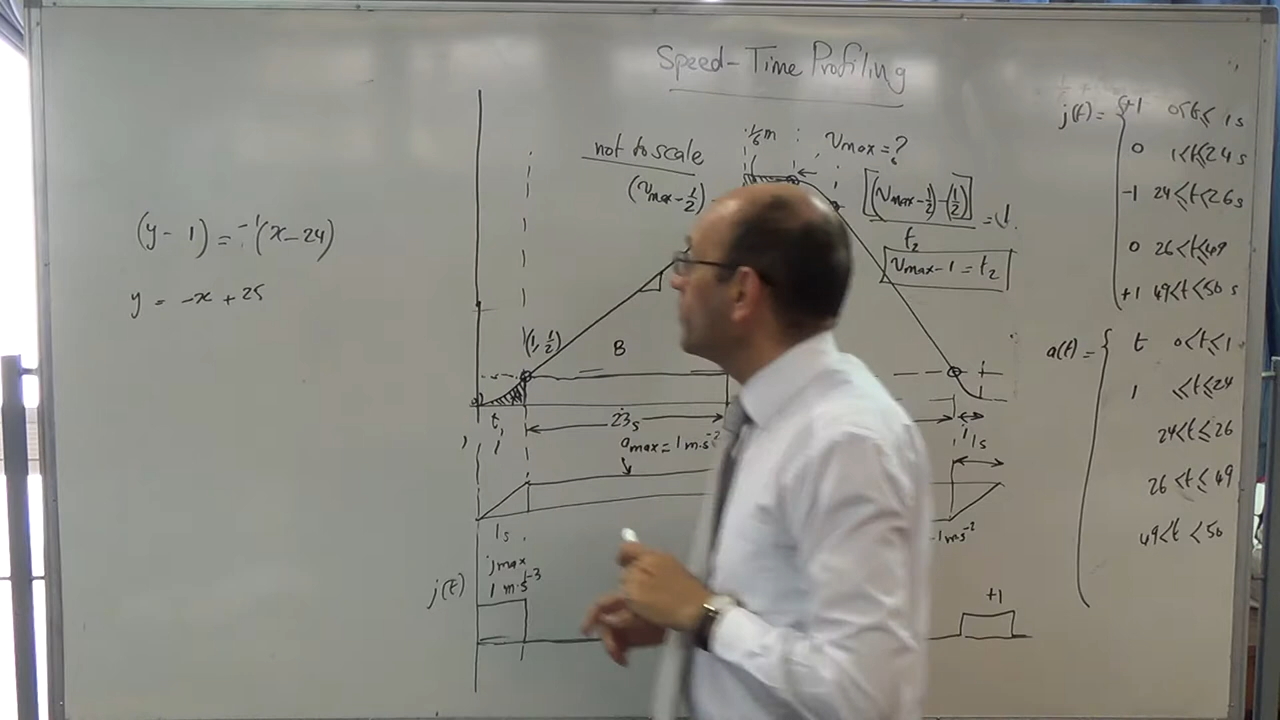 Speed-Time Profiling
(y - 1) = -1 (x - 24)
y = -x + 25
not to scale
1/6 m
Vmax = ?
(Vmax - 1/2)
[(Vmax - 1/2) - (1/2)] / t₂ = 1
Vmax - 1 = t₂
(1, 1/2)
B
t₁
23s
1s
amax = 1 m·s⁻²
1s
-1 m·s⁻²
j(t)
jmax
1 m·s⁻³
+1
j(t) = {
+1 0≤t≤ 1s
0 1<t≤24s
-1 24≤t≤26s
0 26<t≤49
+1 49<t≤50s
a(t) = {
t 0<t≤1
1 ≤t≤24
24<t≤26
26<t≤49
49<t<50